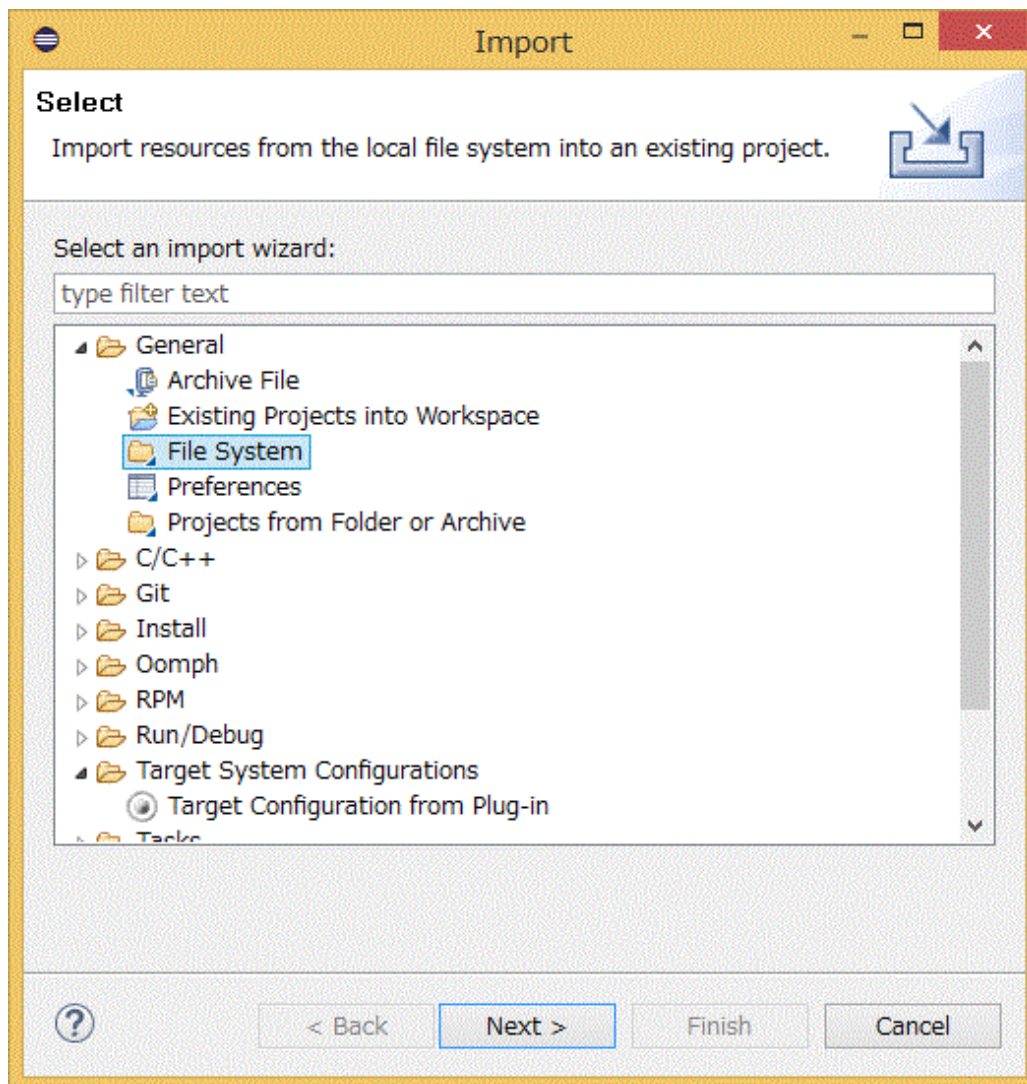 Import
Select
Import resources from the local file system into an existing project.
Select an import wizard:
type filter text
General
Archive File
Existing Projects into Workspace
File System
Preferences
Projects from Folder or Archive
C/C++
Git
Install
Oomph
RPM
Run/Debug
Target System Configurations
Target Configuration from Plug-in
Tasks
?
< Back Next > Finish Cancel